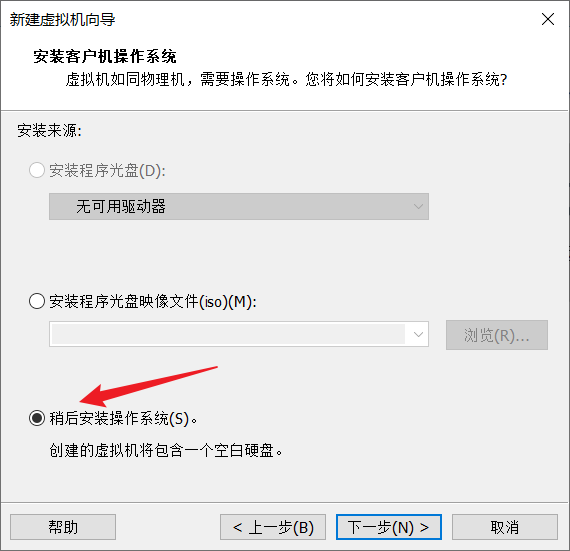 新建虚拟机向导
安装客户机操作系统
虚拟机如同物理机，需要操作系统。您将如何安装客户机操作系统?
安装来源:
安装程序光盘(D):
无可用驱动器
安装程序光盘映像文件(iso)(M):
浏览(R)...
稍后安装操作系统(S)。
创建的虚拟机将包含一个空白硬盘。
帮助
< 上一步(B)
下一步(N) >
取消